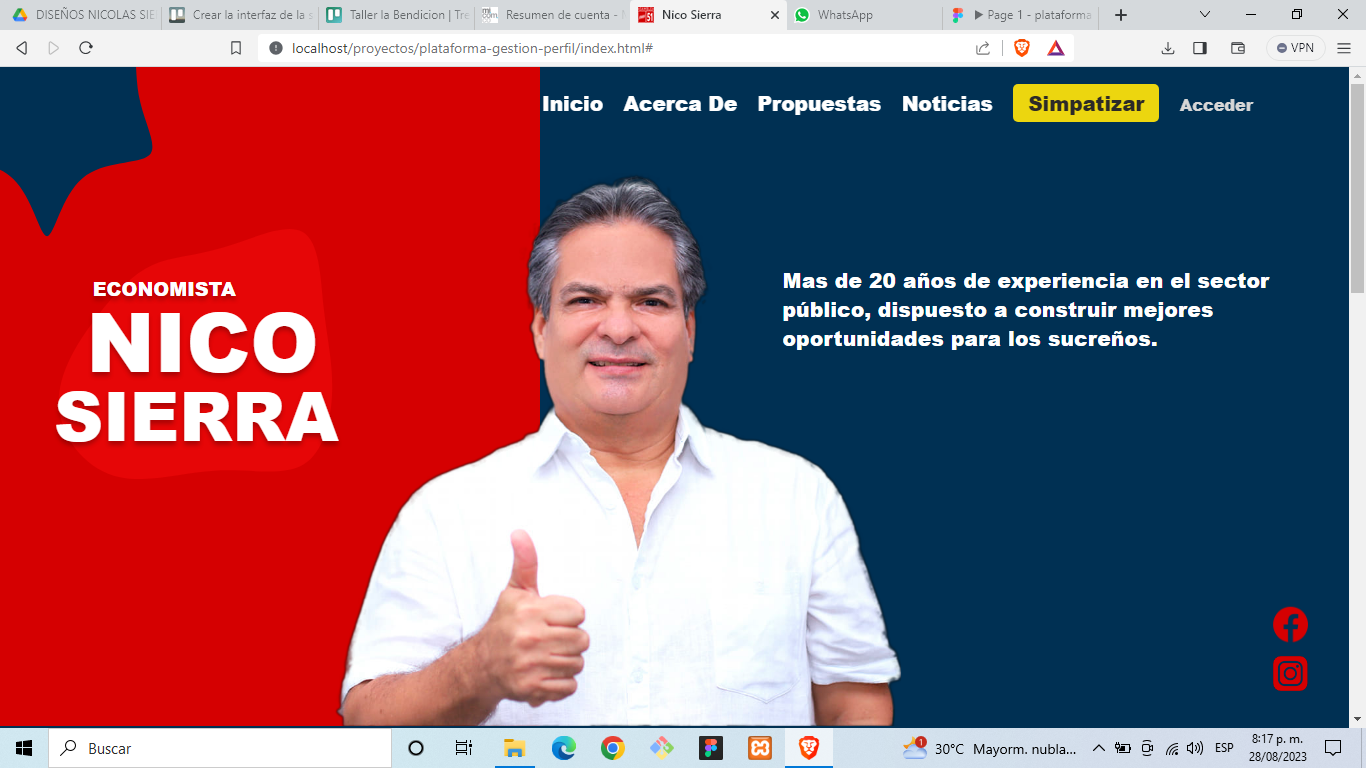 DISEÑOS NICOLAS SIE
Crear la interfaz de la s
Taller la Bendicion | Tre
Resumen de cuenta -
Nico Sierra
WhatsApp
Page 1 - plataforma
localhost/proyectos/plataforma-gestion-perfil/index.html#
VPN
Inicio
Acerca De
Propuestas
Noticias
Simpatizar
Acceder
ECONOMISTA
NICO
SIERRA
Mas de 20 años de experiencia en el sector
público, dispuesto a construir mejores
oportunidades para los sucreños.
Buscar
1
30°C Mayorm. nubla...
ESP
8:17 p. m.
28/08/2023